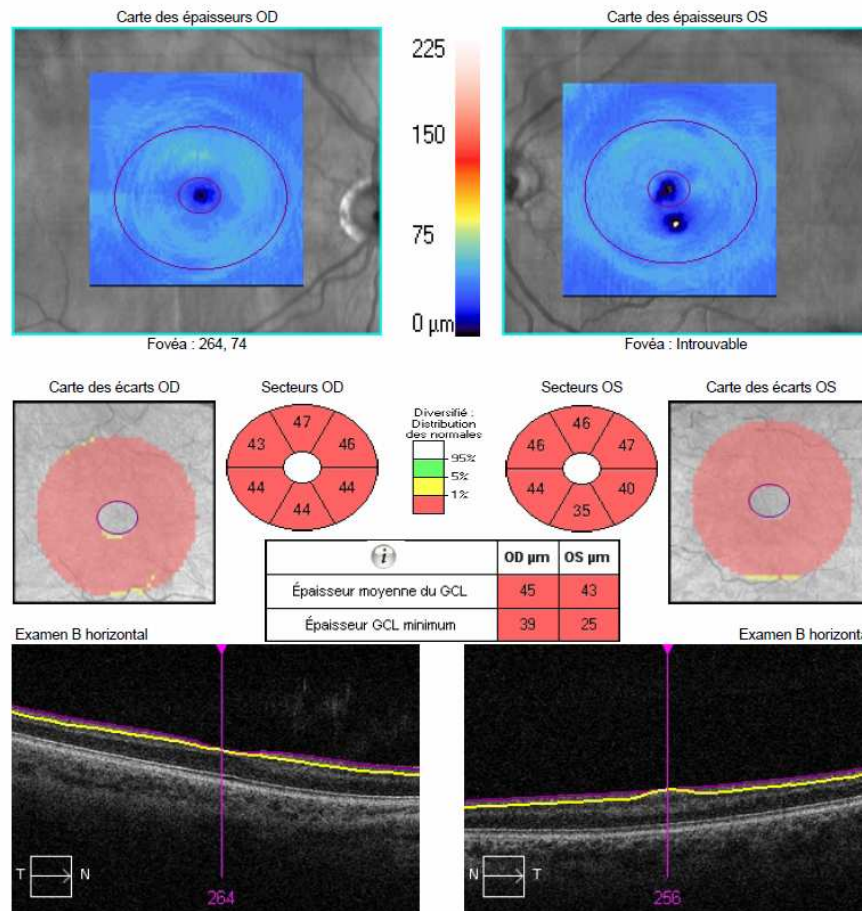 Carte des épaisseurs OD
Carte des épaisseurs OS
225
150
75
0 µm
Fovéa : 264, 74
Fovéa : Introuvable
Carte des écarts OD
Secteurs OD
Diversifié :
Distribution
des normales
95%
5%
1%
Secteurs OS
Carte des écarts OS
47
43
46
44
44
44
46
46
47
44
40
35
i
OD µm
OS µm
Épaisseur moyenne du GCL
45
43
Épaisseur GCL minimum
39
25
Examen B horizontal
Examen B horizonta
T
N
264
N
T
256